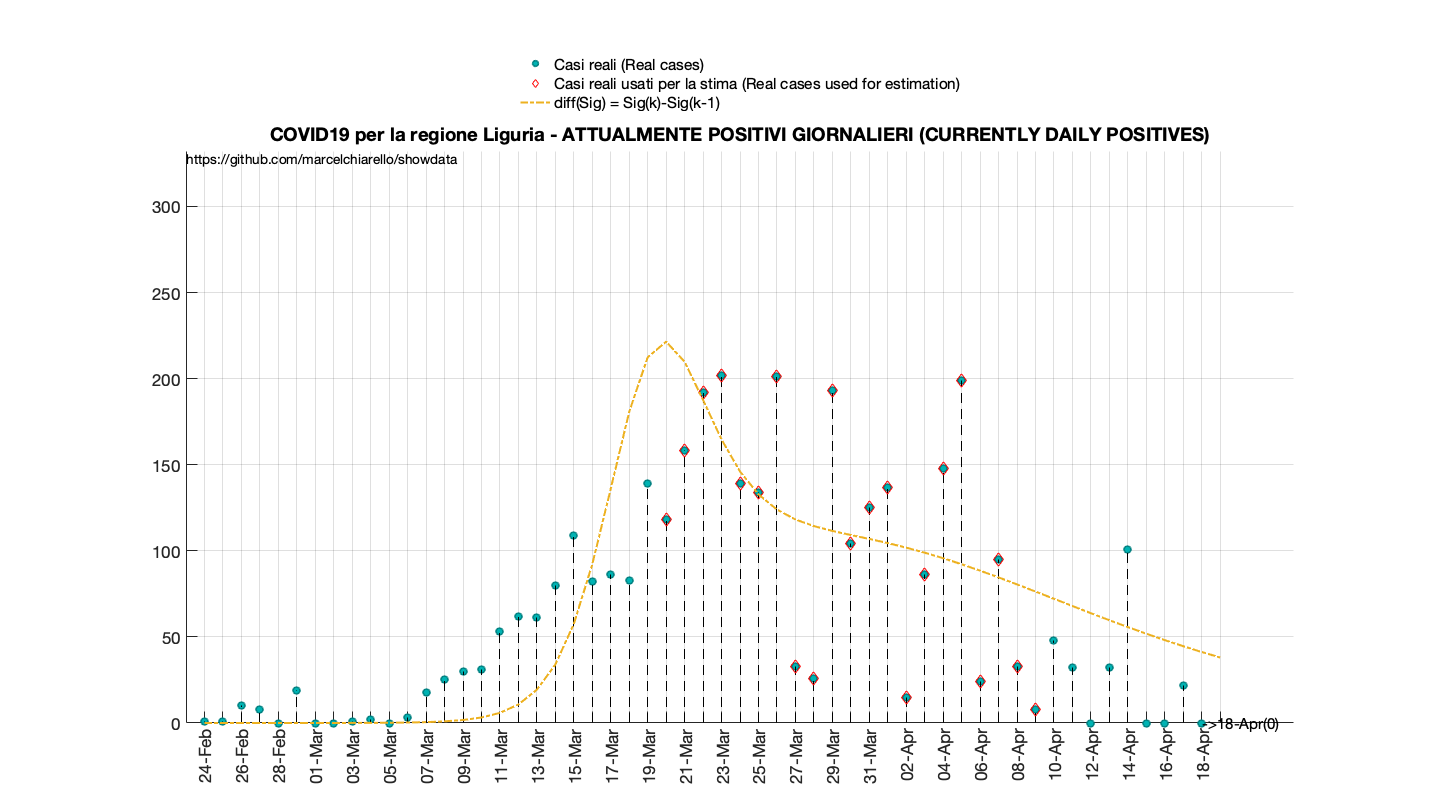 Casi reali (Real cases)
Casi reali usati per la stima (Real cases used for estimation)
diff(Sig) = Sig(k)-Sig(k-1)
COVID19 per la regione Liguria - ATTUALMENTE POSITIVI GIORNALIERI (CURRENTLY DAILY POSITIVES)
https://github.com/marcelchiarello/showdata
300
250
200
150
100
50
0
->18-Apr(0)
24-Feb
26-Feb
28-Feb
01-Mar
03-Mar
05-Mar
07-Mar
09-Mar
11-Mar
13-Mar
15-Mar
17-Mar
19-Mar
21-Mar
23-Mar
25-Mar
27-Mar
29-Mar
31-Mar
02-Apr
04-Apr
06-Apr
08-Apr
10-Apr
12-Apr
14-Apr
16-Apr
18-Apr